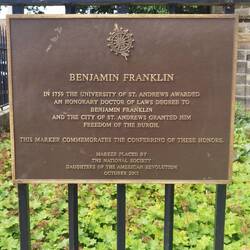 BENJAMIN FRANKLIN
IN 1759 THE UNIVERSITY OF ST. ANDREWS AWARDED
AN HONORARY DOCTOR OF LAWS DEGREE TO
BENJAMIN FRANKLIN
AND THE CITY OF ST. ANDREWS GRANTED HIM
FREEDOM OF THE BURGH.
THIS MARKER COMMEMORATES THE CONFERRING OF THESE HONORS.
MARKER PLACED BY
THE NATIONAL SOCIETY
DAUGHTERS OF THE AMERICAN REVOLUTION
OCTOBER 2002